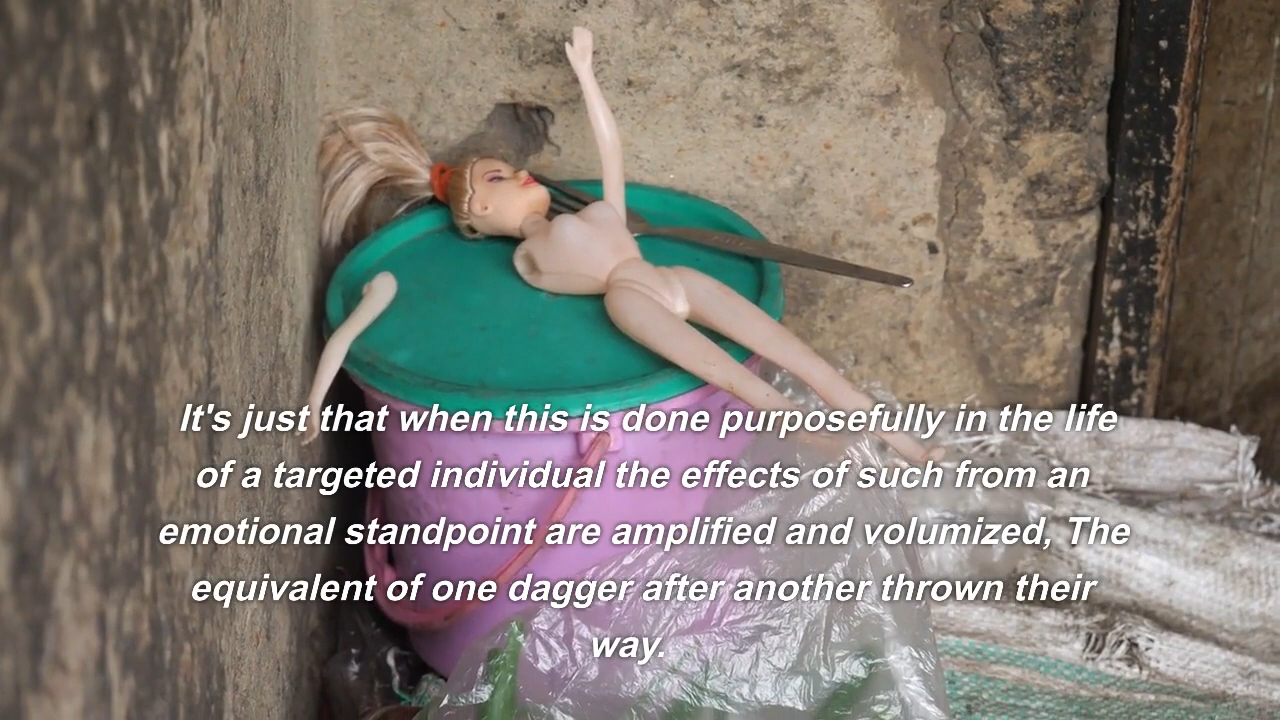 It's just that when this is done purposefully in the life
of a targeted individual the effects of such from an
emotional standpoint are amplified and volumized, The
equivalent of one dagger after another thrown their
way.